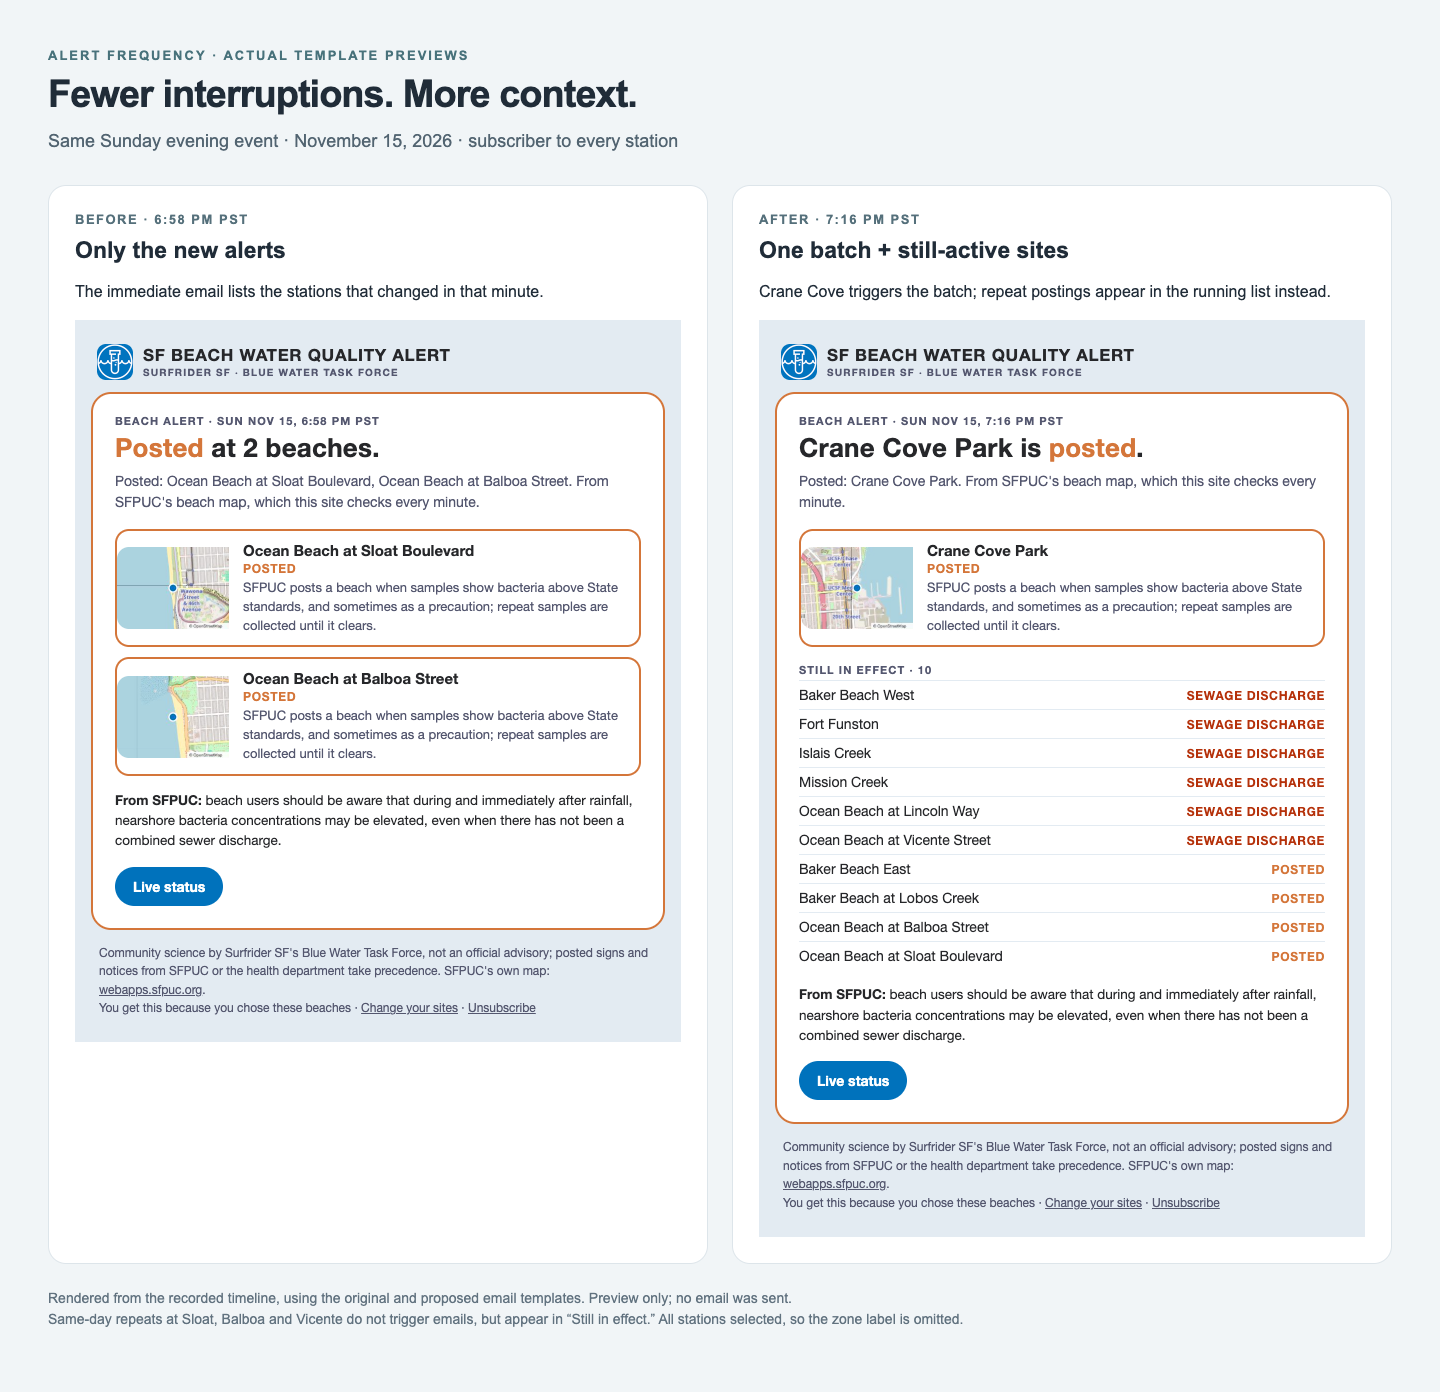 ALERT FREQUENCY · ACTUAL TEMPLATE PREVIEWS
Fewer interruptions. More context.
Same Sunday evening event · November 15, 2026 · subscriber to every station
BEFORE · 6:58 PM PST
Only the new alerts
The immediate email lists the stations that changed in that minute.
SF BEACH WATER QUALITY ALERT
SURFRIDER SF · BLUE WATER TASK FORCE
BEACH ALERT · SUN NOV 15, 6:58 PM PST
Posted at 2 beaches.
Posted: Ocean Beach at Sloat Boulevard, Ocean Beach at Balboa Street. From
SFPUC's beach map, which this site checks every minute.
Ocean Beach at Sloat Boulevard
POSTED
SFPUC posts a beach when samples show bacteria above State
standards, and sometimes as a precaution; repeat samples are
collected until it clears.
© OpenStreetMap
Ocean Beach at Balboa Street
POSTED
SFPUC posts a beach when samples show bacteria above State
standards, and sometimes as a precaution; repeat samples are
collected until it clears.
© OpenStreetMap
From SFPUC: beach users should be aware that during and immediately after rainfall,
nearshore bacteria concentrations may be elevated, even when there has not been a
combined sewer discharge.
Live status
Community science by Surfrider SF's Blue Water Task Force, not an official advisory; posted signs and
notices from SFPUC or the health department take precedence. SFPUC's own map:
webapps.sfpuc.org.
You get this because you chose these beaches · Change your sites · Unsubscribe
AFTER · 7:16 PM PST
One batch + still-active sites
Crane Cove triggers the batch; repeat postings appear in the running list instead.
SF BEACH WATER QUALITY ALERT
SURFRIDER SF · BLUE WATER TASK FORCE
BEACH ALERT · SUN NOV 15, 7:16 PM PST
Crane Cove Park is posted.
Posted: Crane Cove Park. From SFPUC's beach map, which this site checks every
minute.
Crane Cove Park
POSTED
SFPUC posts a beach when samples show bacteria above State
standards, and sometimes as a precaution; repeat samples are
collected until it clears.
© OpenStreetMap
STILL IN EFFECT · 10
Baker Beach West SEWAGE DISCHARGE
Fort Funston SEWAGE DISCHARGE
Islais Creek SEWAGE DISCHARGE
Mission Creek SEWAGE DISCHARGE
Ocean Beach at Lincoln Way SEWAGE DISCHARGE
Ocean Beach at Vicente Street SEWAGE DISCHARGE
Baker Beach East POSTED
Baker Beach at Lobos Creek POSTED
Ocean Beach at Balboa Street POSTED
Ocean Beach at Sloat Boulevard POSTED
From SFPUC: beach users should be aware that during and immediately after rainfall,
nearshore bacteria concentrations may be elevated, even when there has not been a
combined sewer discharge.
Live status
Community science by Surfrider SF's Blue Water Task Force, not an official advisory; posted signs and
notices from SFPUC or the health department take precedence. SFPUC's own map:
webapps.sfpuc.org.
You get this because you chose these beaches · Change your sites · Unsubscribe
Rendered from the recorded timeline, using the original and proposed email templates. Preview only; no email was sent.
Same-day repeats at Sloat, Balboa and Vicente do not trigger emails, but appear in “Still in effect.” All stations selected, so the zone label is omitted.